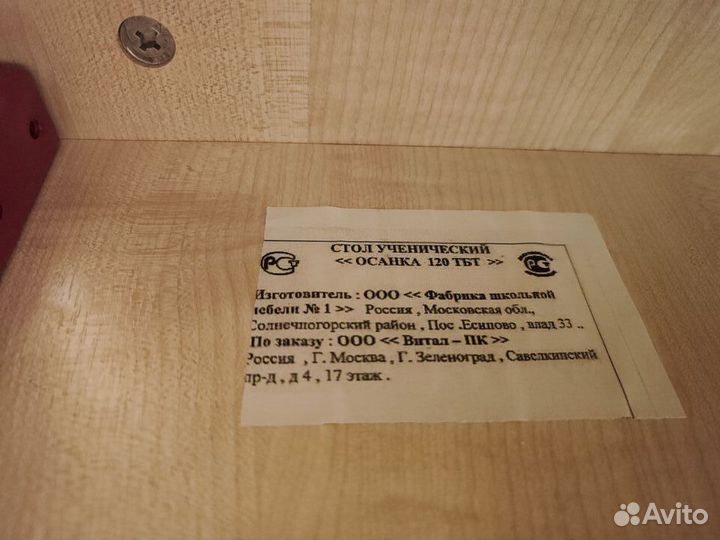 СТОЛ УЧЕНИЧЕСКИЙ
<< ОСАНКА 120 ТБТ >>
Изготовитель : ООО << Фабрика школьной
мебели № 1 >> Россия , Московская обл.,
Солнечногорский район , Пос .Есипово , влад 33 ..
По заказу : ООО << Витал – ПК >>
Россия , Г. Москва , Г. Зеленоград , Савелкинский
пр-д , д 4 , 17 этаж .
Avito